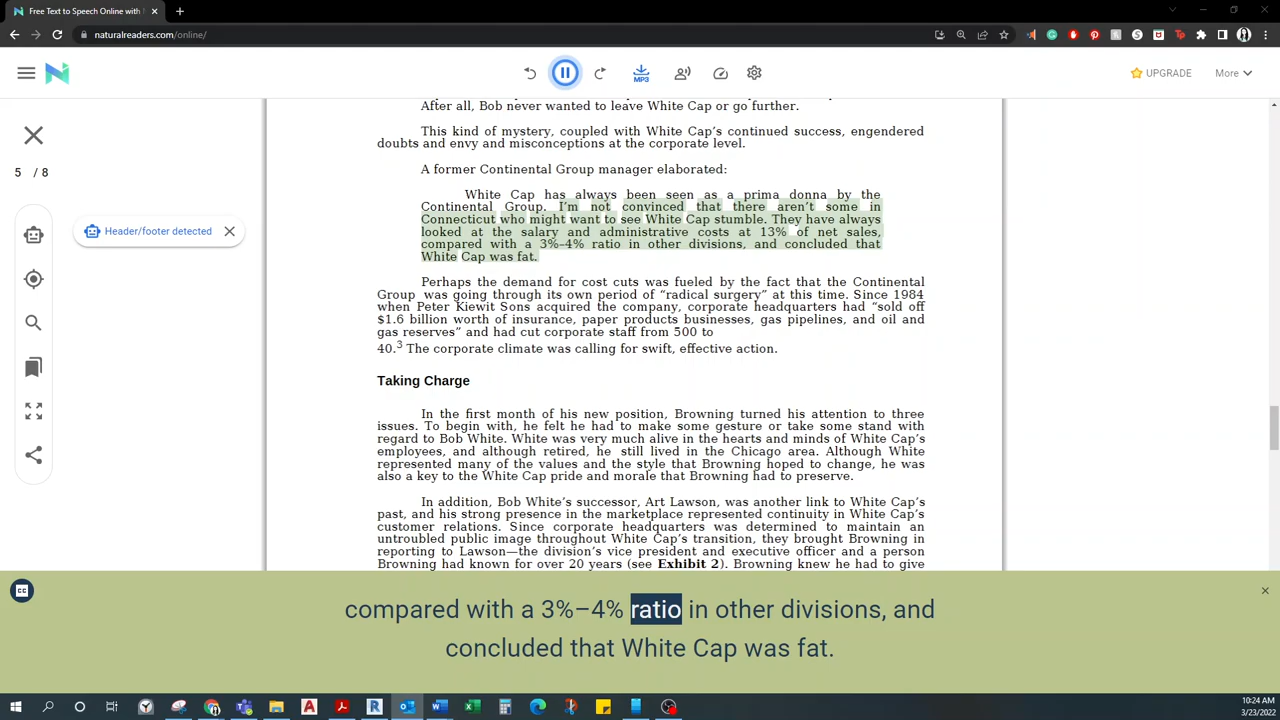 Free Text to Speech Online with
naturalreaders.com/online/
MP3
UPGRADE
More
5 / 8
Header/footer detected
After all, Bob never wanted to leave White Cap or go further.
This kind of mystery, coupled with White Cap’s continued success, engendered
doubts and envy and misconceptions at the corporate level.
A former Continental Group manager elaborated:
White Cap has always been seen as a prima donna by the
Continental Group. I’m not convinced that there aren’t some in
Connecticut who might want to see White Cap stumble. They have always
looked at the salary and administrative costs at 13% of net sales,
compared with a 3%–4% ratio in other divisions, and concluded that
White Cap was fat.
Perhaps the demand for cost cuts was fueled by the fact that the Continental
Group was going through its own period of “radical surgery” at this time. Since 1984
when Peter Kiewit Sons acquired the company, corporate headquarters had “sold off
$1.6 billion worth of insurance, paper products businesses, gas pipelines, and oil and
gas reserves” and had cut corporate staff from 500 to
40.3 The corporate climate was calling for swift, effective action.
Taking Charge
In the first month of his new position, Browning turned his attention to three
issues. To begin with, he felt he had to make some gesture or take some stand with
regard to Bob White. White was very much alive in the hearts and minds of White Cap’s
employees, and although retired, he still lived in the Chicago area. Although White
represented many of the values and the style that Browning hoped to change, he was
also a key to the White Cap pride and morale that Browning had to preserve.
In addition, Bob White’s successor, Art Lawson, was another link to White Cap’s
past, and his strong presence in the marketplace represented continuity in White Cap’s
customer relations. Since corporate headquarters was determined to maintain an
untroubled public image throughout White Cap’s transition, they brought Browning in
reporting to Lawson—the division’s vice president and executive officer and a person
Browning had known for over 20 years (see Exhibit 2). Browning knew he had to give
CC
compared with a 3%–4% ratio in other divisions, and
concluded that White Cap was fat.
10:24 AM
3/23/2022